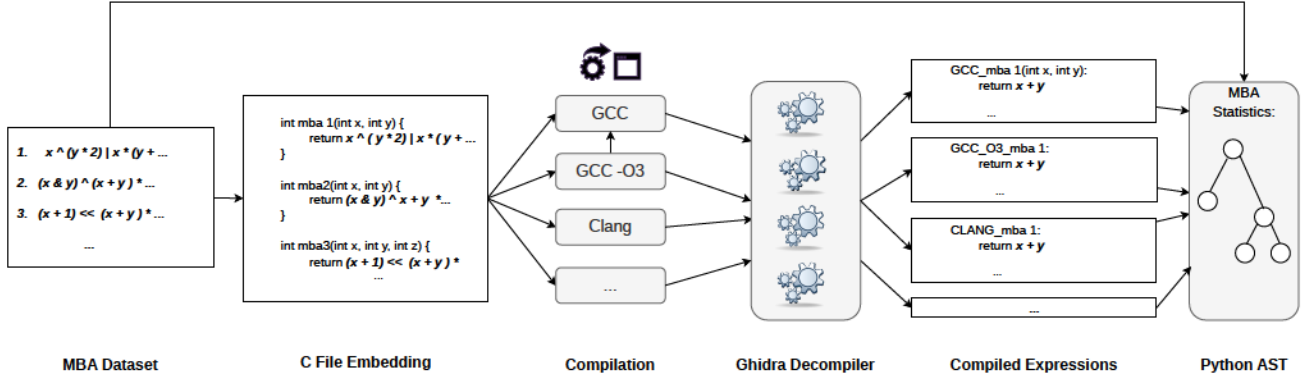 1. x ^ (y * 2) | x * (y + ...
2. (x & y) ^ (x + y ) * ...
3. (x + 1) << (x + y ) * ...
...
MBA Dataset
int mba 1(int x, int y) {
return x ^ ( y * 2) | x * ( y + ...
}
int mba2(int x, int y) {
return (x & y) ^ x + y *...
}
int mba3(int x, int y, int z) {
return (x + 1) << (x + y ) *
...
C File Embedding
GCC
GCC -O3
Clang
...
Compilation
Ghidra Decompiler
GCC_mba 1(int x, int y):
return x + y
...
GCC_O3_mba 1:
return x + y
...
CLANG_mba 1:
return x + y
...
...
Compiled Expressions
MBA
Statistics:
Python AST